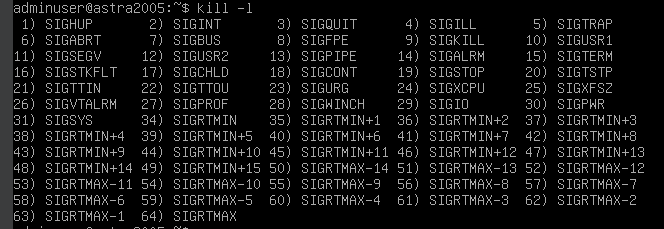 adminuser@astra2005:~$ kill -l
 1) SIGHUP       2) SIGINT       3) SIGQUIT      4) SIGILL       5) SIGTRAP
 6) SIGABRT      7) SIGBUS       8) SIGFPE       9) SIGKILL     10) SIGUSR1
11) SIGSEGV     12) SIGUSR2     13) SIGPIPE     14) SIGALRM     15) SIGTERM
16) SIGSTKFLT   17) SIGCHLD     18) SIGCONT     19) SIGSTOP     20) SIGTSTP
21) SIGTTIN     22) SIGTTOU     23) SIGURG      24) SIGXCPU     25) SIGXFSZ
26) SIGVTALRM   27) SIGPROF     28) SIGWINCH    29) SIGIO       30) SIGPWR
31) SIGSYS      34) SIGRTMIN    35) SIGRTMIN+1  36) SIGRTMIN+2  37) SIGRTMIN+3
38) SIGRTMIN+4  39) SIGRTMIN+5  40) SIGRTMIN+6  41) SIGRTMIN+7  42) SIGRTMIN+8
43) SIGRTMIN+9  44) SIGRTMIN+10 45) SIGRTMIN+11 46) SIGRTMIN+12 47) SIGRTMIN+13
48) SIGRTMIN+14 49) SIGRTMIN+15 50) SIGRTMAX-14 51) SIGRTMAX-13 52) SIGRTMAX-12
53) SIGRTMAX-11 54) SIGRTMAX-10 55) SIGRTMAX-9  56) SIGRTMAX-8  57) SIGRTMAX-7
58) SIGRTMAX-6  59) SIGRTMAX-5  60) SIGRTMAX-4  61) SIGRTMAX-3  62) SIGRTMAX-2
63) SIGRTMAX-1  64) SIGRTMAX
adminuser@astra2005:~$